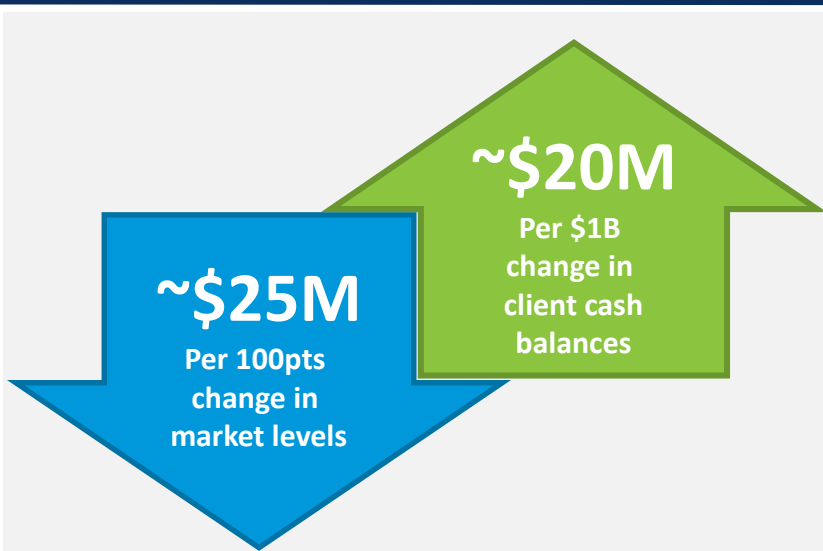 ~$25M
Per 100pts
change in
market levels
~$20M
Per $1B
change in
client cash
balances